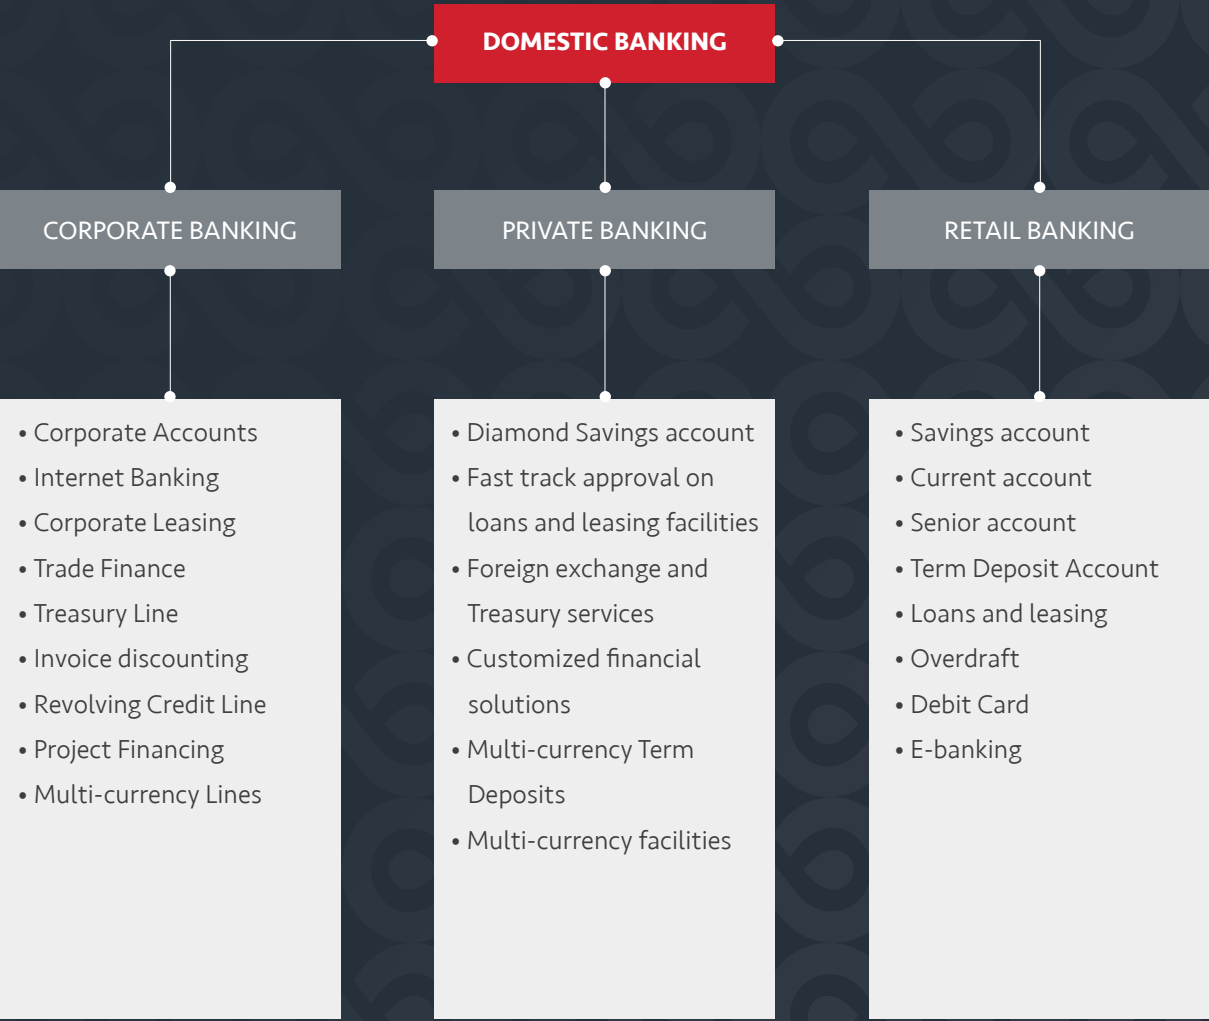 DOMESTIC BANKING
CORPORATE BANKING
PRIVATE BANKING
RETAIL BANKING
• Corporate Accounts
• Internet Banking
• Corporate Leasing
• Trade Finance
• Treasury Line
• Invoice discounting
• Revolving Credit Line
• Project Financing
• Multi-currency Lines
• Diamond Savings account
• Fast track approval on
loans and leasing facilities
• Foreign exchange and
Treasury services
• Customized financial
solutions
• Multi-currency Term
Deposits
• Multi-currency facilities
• Savings account
• Current account
• Senior account
• Term Deposit Account
• Loans and leasing
• Overdraft
• Debit Card
• E-banking